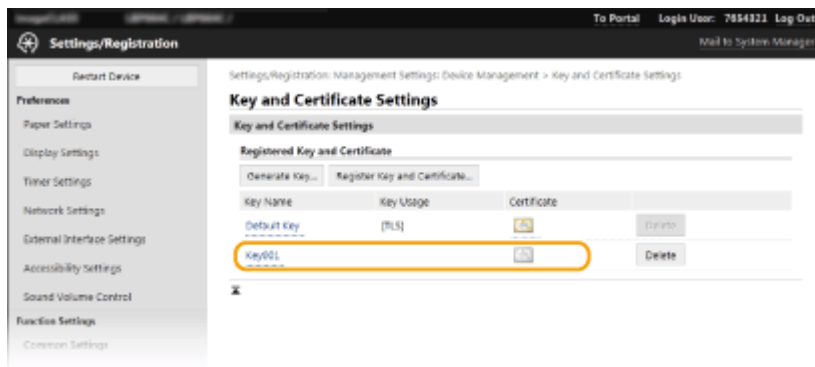 To Portal Login User: 7654321 Log Out
Settings/Registration
Mail to System Manager
Restart Device
Settings/Registration: Management Settings: Device Management > Key and Certificate Settings
Preferences
Key and Certificate Settings
Paper Settings
Key and Certificate Settings
Display Settings
Registered Key and Certificate
Timer Settings
Generate Key... Register Key and Certificate...
Network Settings
Key Name Key Usage Certificate
External Interface Settings
Default Key [TLS] Delete
Accessibility Settings
Key001 Delete
Sound Volume Control
Function Settings
Common Settings